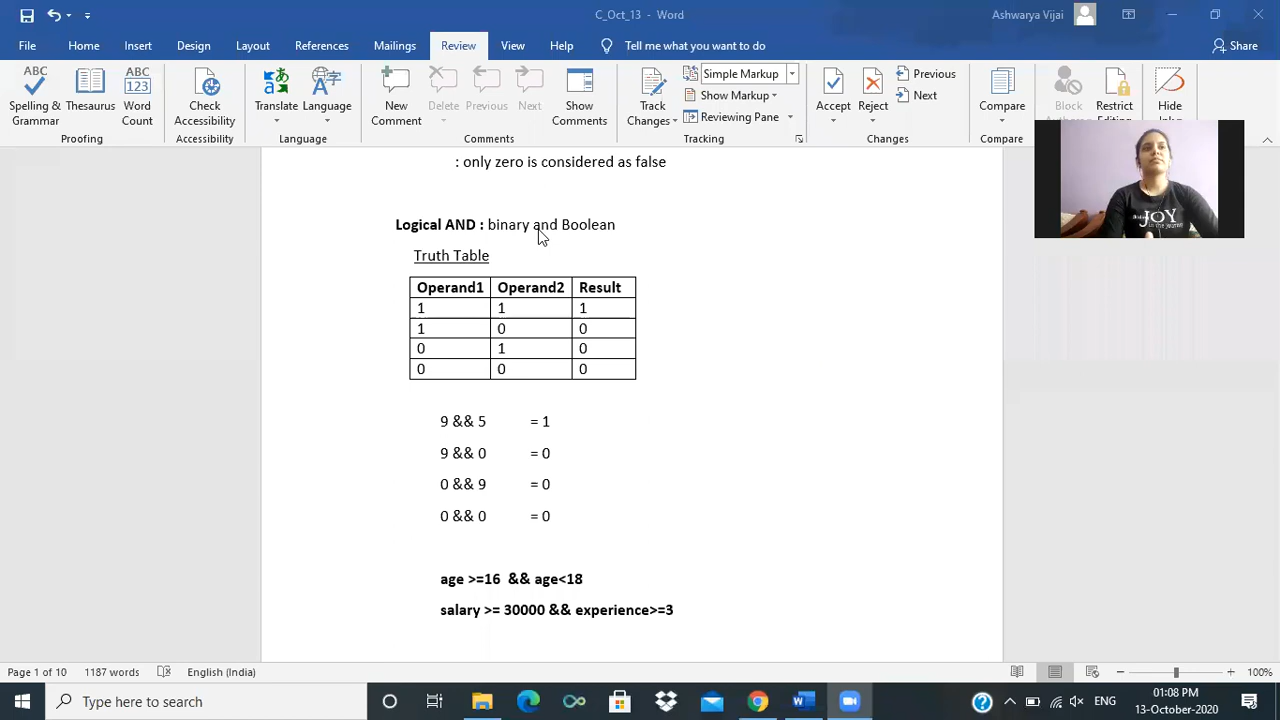 C_Oct_13 - Word
Ashwarya Vijai
File Home Insert Design Layout References Mailings Review View Help Tell me what you want to do Share
Spelling & Grammar
Thesaurus
Word Count
Check Accessibility
Translate
Language
New Comment
Delete
Previous
Next
Show Comments
Track Changes
Simple Markup
Show Markup
Reviewing Pane
Accept
Reject
Previous
Next
Compare
Block
Restrict Editing
Hide
Proofing Accessibility Language Comments Tracking Changes Compare
: only zero is considered as false
Logical AND : binary and Boolean
Truth Table
Operand1 Operand2 Result
1 1 1
1 0 0
0 1 0
0 0 0
9 && 5 = 1
9 && 0 = 0
0 && 9 = 0
0 && 0 = 0
age >=16 && age<18
salary >= 30000 && experience>=3
JOY
Page 1 of 10 1187 words English (India) 100%
Type here to search
ENG
01:08 PM
13-October-2020